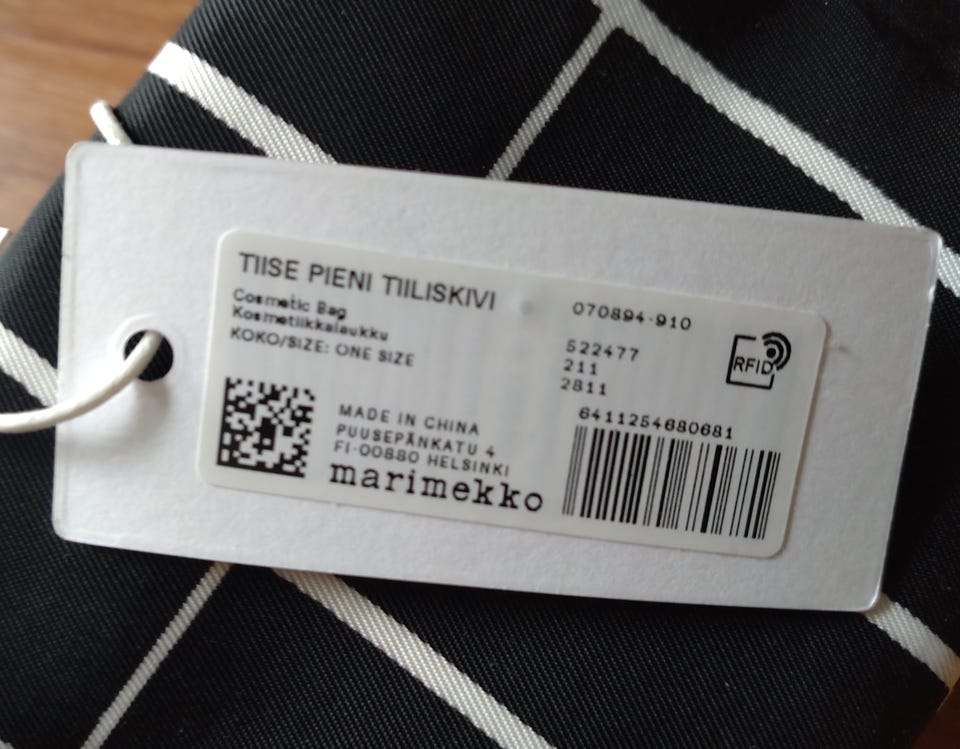 TIISE PIENI TIILISKIVI
Cosmetic Bag
Kosmetiikkalaukku
KOKO/SIZE: ONE SIZE
070894-910
522477
211
2811
RFID
6411254680681
MADE IN CHINA
PUUSEPÄNKATU 4
FI-00880 HELSINKI
marimekko